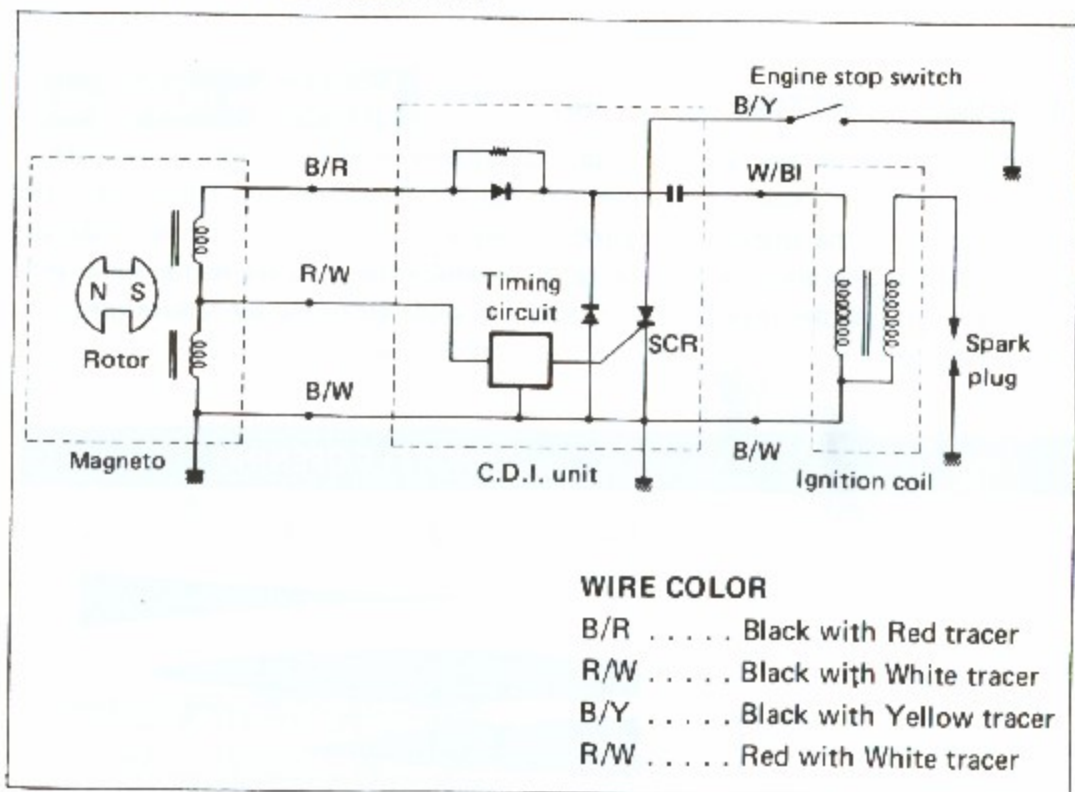 Engine stop switch
B/Y
B/R
W/Bl
R/W
Timing
circuit
N S
SCR
Spark
plug
Rotor
B/W
B/W
Magneto
C.D.I. unit
Ignition coil
WIRE COLOR
B/R ..... Black with Red tracer
R/W ..... Black with White tracer
B/Y ..... Black with Yellow tracer
R/W ..... Red with White tracer